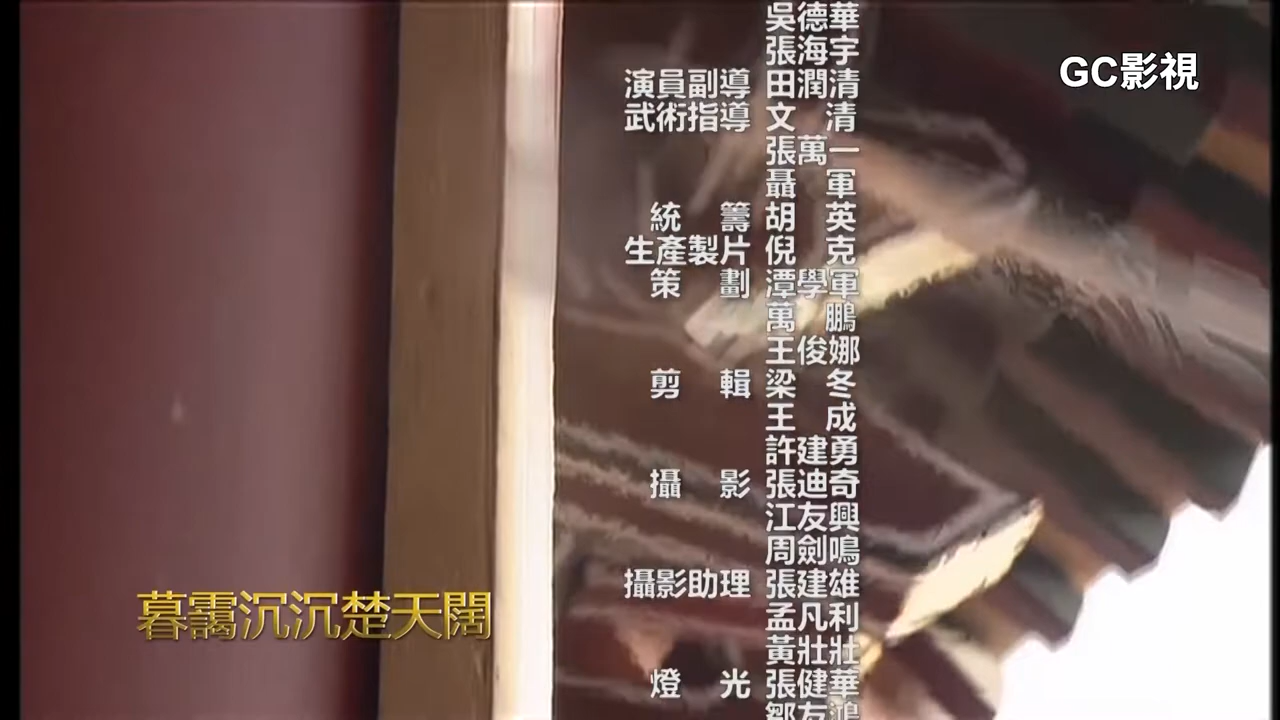 吳德華
張海宇
GC影視
演員副導 田潤清
武術指導 文 清
張萬一
聶 軍
統 籌 胡 英
生產製片 倪 克
策 劃 潭學軍
萬 鵬
王俊娜
剪 輯 梁 冬
王 成
許建勇
攝 影 張迪奇
江友興
周劍鳴
攝影助理 張建雄
孟凡利
暮靄沉沉楚天闊
黃壯壯
燈 光 張健華
鄒友鴻